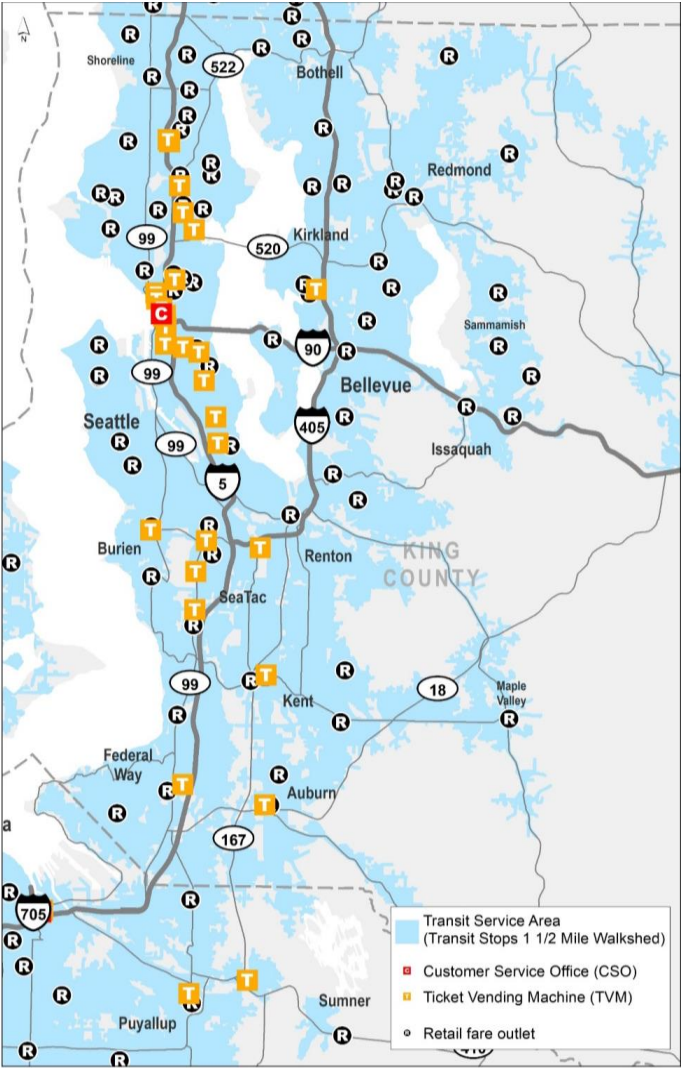 N
Shoreline
522
Bothell
Redmond
99
520
Kirkland
90
Sammamish
99
Bellevue
Seattle
405
99
Issaquah
5
Burien
Renton
KING
COUNTY
SeaTac
99
18
Maple
Valley
Kent
Federal
Way
Auburn
a
167
705
Transit Service Area
(Transit Stops 1 1/2 Mile Walkshed)
C Customer Service Office (CSO)
T Ticket Vending Machine (TVM)
R Retail fare outlet
Sumner
Puyallup